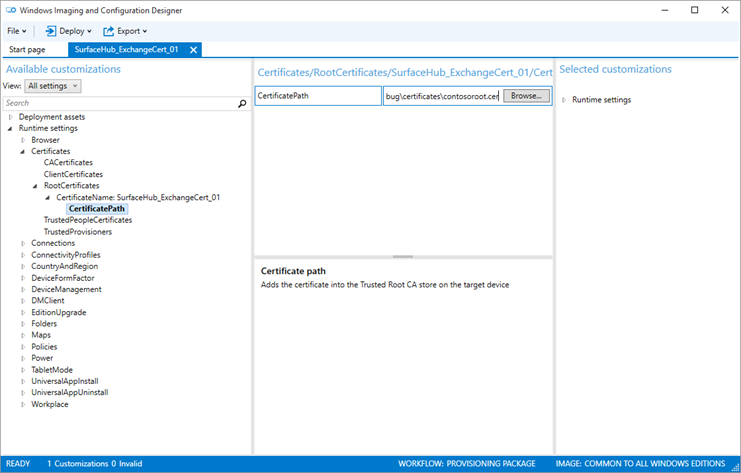 Windows Imaging and Configuration Designer
File Deploy Export
Start page SurfaceHub_ExchangeCert_01
Available customizations
View: All settings
Search
Deployment assets
Runtime settings
Browser
Certificates
CACertificates
ClientCertificates
RootCertificates
CertificateName: SurfaceHub_ExchangeCert_01
CertificatePath
TrustedPeopleCertificates
TrustedProvisioners
Connections
ConnectivityProfiles
CountryAndRegion
DeviceFormFactor
DeviceManagement
DMClient
EditionUpgrade
Folders
Maps
Policies
Power
TabletMode
UniversalAppInstall
UniversalAppUninstall
Workplace
Certificates/RootCertificates/SurfaceHub_ExchangeCert_01/Cert
CertificatePath bug\certificates\contosoroot.cer Browse...
Certificate path
Adds the certificate into the Trusted Root CA store on the target device
Selected customizations
Runtime settings
READY 1 Customizations 0 Invalid WORKFLOW: PROVISIONING PACKAGE IMAGE: COMMON TO ALL WINDOWS EDITIONS